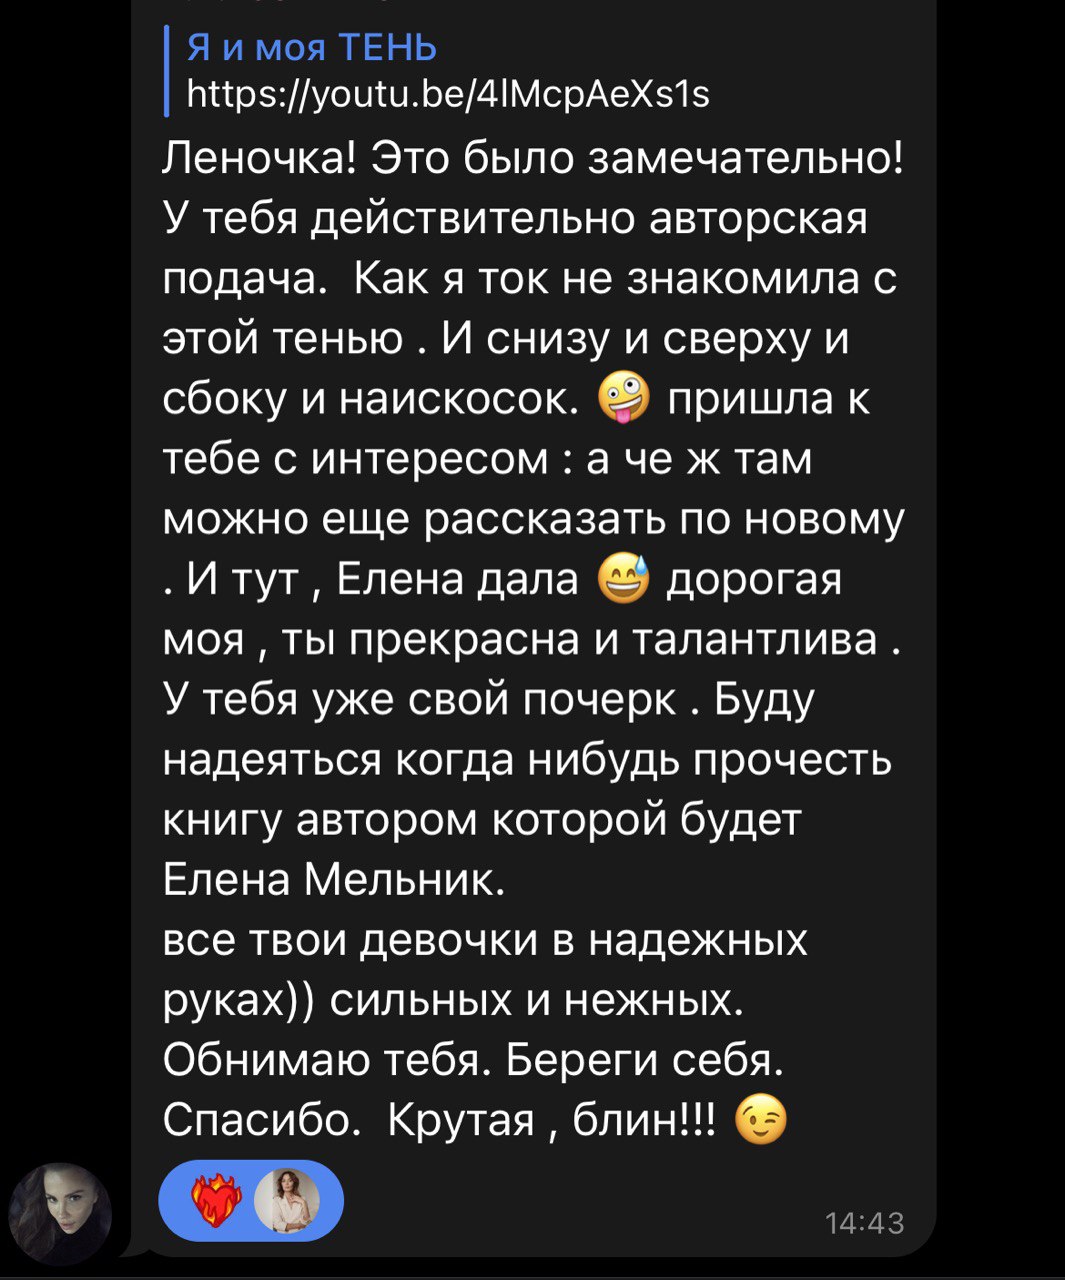 Я и моя ТЕНЬ
https://youtu.be/4lMcpAeXs1s
Леночка! Это было замечательно!
У тебя действительно авторская
подача.  Как я ток не знакомила с
этой тенью . И снизу и сверху и
сбоку и наискосок. 🤪 пришла к
тебе с интересом : а че ж там
можно еще рассказать по новому
. И тут , Елена дала 😅 дорогая
моя , ты прекрасна и талантлива .
У тебя уже свой почерк . Буду
надеяться когда нибудь прочесть
книгу автором которой будет
Елена Мельник.
все твои девочки в надежных
руках)) сильных и нежных.
Обнимаю тебя. Береги себя.
Спасибо.  Крутая , блин!!! 😉
14:43